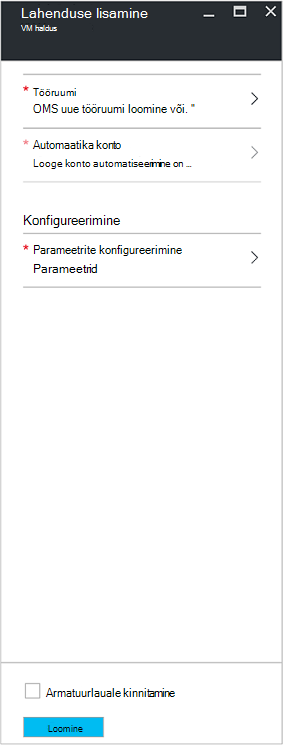 Lahenduse lisamine
VM haldus
* Tööruumi
OMS uue tööruumi loomine või. "
* Automaatika konto
Looge konto automatiseerimine on ...
Konfigureerimine
* Parameetrite konfigureerimine
Parameetrid
Armatuurlauale kinnitamine
Loomine